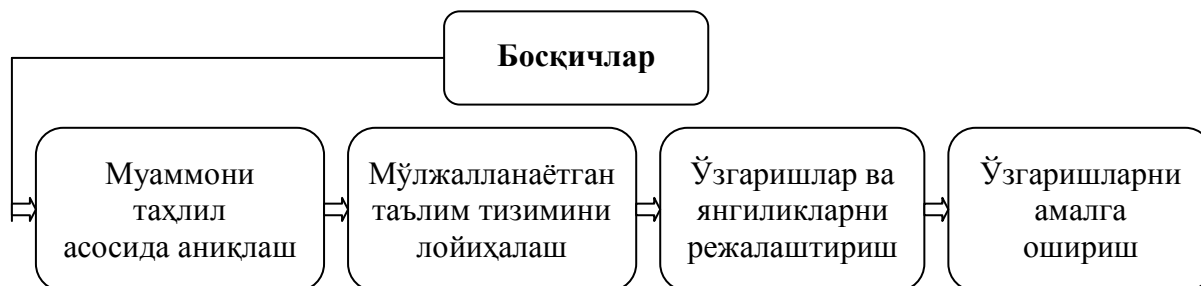 Босқичлар
Муаммони
таҳлил
асосида аниқлаш
Мўлжалланаётган
таълим тизимини
лойиҳалаш
Ўзгаришлар ва
янгиликларни
режалаштириш
Ўзгаришларни
амалга
ошириш